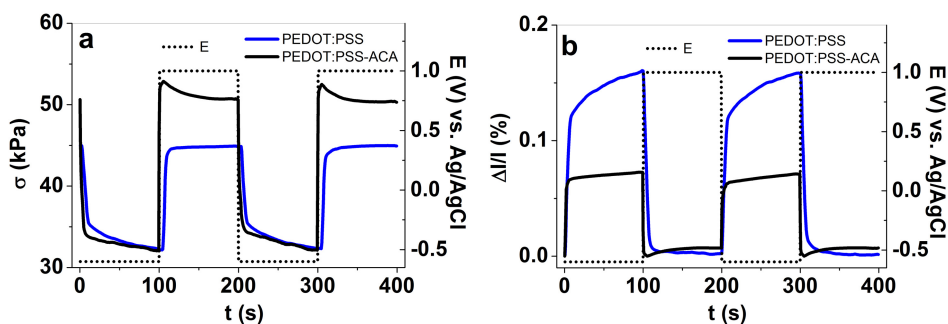 a
E
PEDOT:PSS
PEDOT:PSS-ACA
60
50
40
30
σ (kPa)
0
100
200
300
400
t (s)
1.0
0.5
0.0
-0.5
E (V) vs. Ag/AgCl
b
E
PEDOT:PSS
PEDOT:PSS-ACA
0.2
0.1
0.0
Δl/l (%)
0
100
200
300
400
t (s)
1.0
0.5
0.0
-0.5
E (V) vs. Ag/AgCl